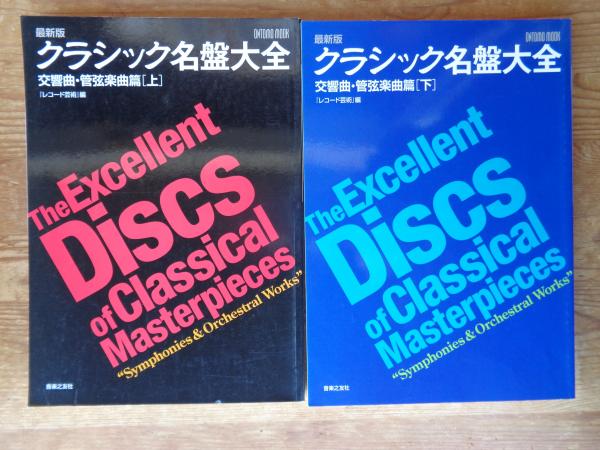 最新版
ONTOMO MOOK
クラシック名盤大全
交響曲・管弦楽曲篇[上]
『レコード芸術』編
The Excellent
Discs
of Classical
Masterpieces
"Symphonies & Orchestral Works"
音楽之友社
最新版
ONTOMO MOOK
クラシック名盤大全
交響曲・管弦楽曲篇[下]
『レコード芸術』編
The Excellent
Discs
of Classical
Masterpieces
"Symphonies & Orchestral Works"
音楽之友社